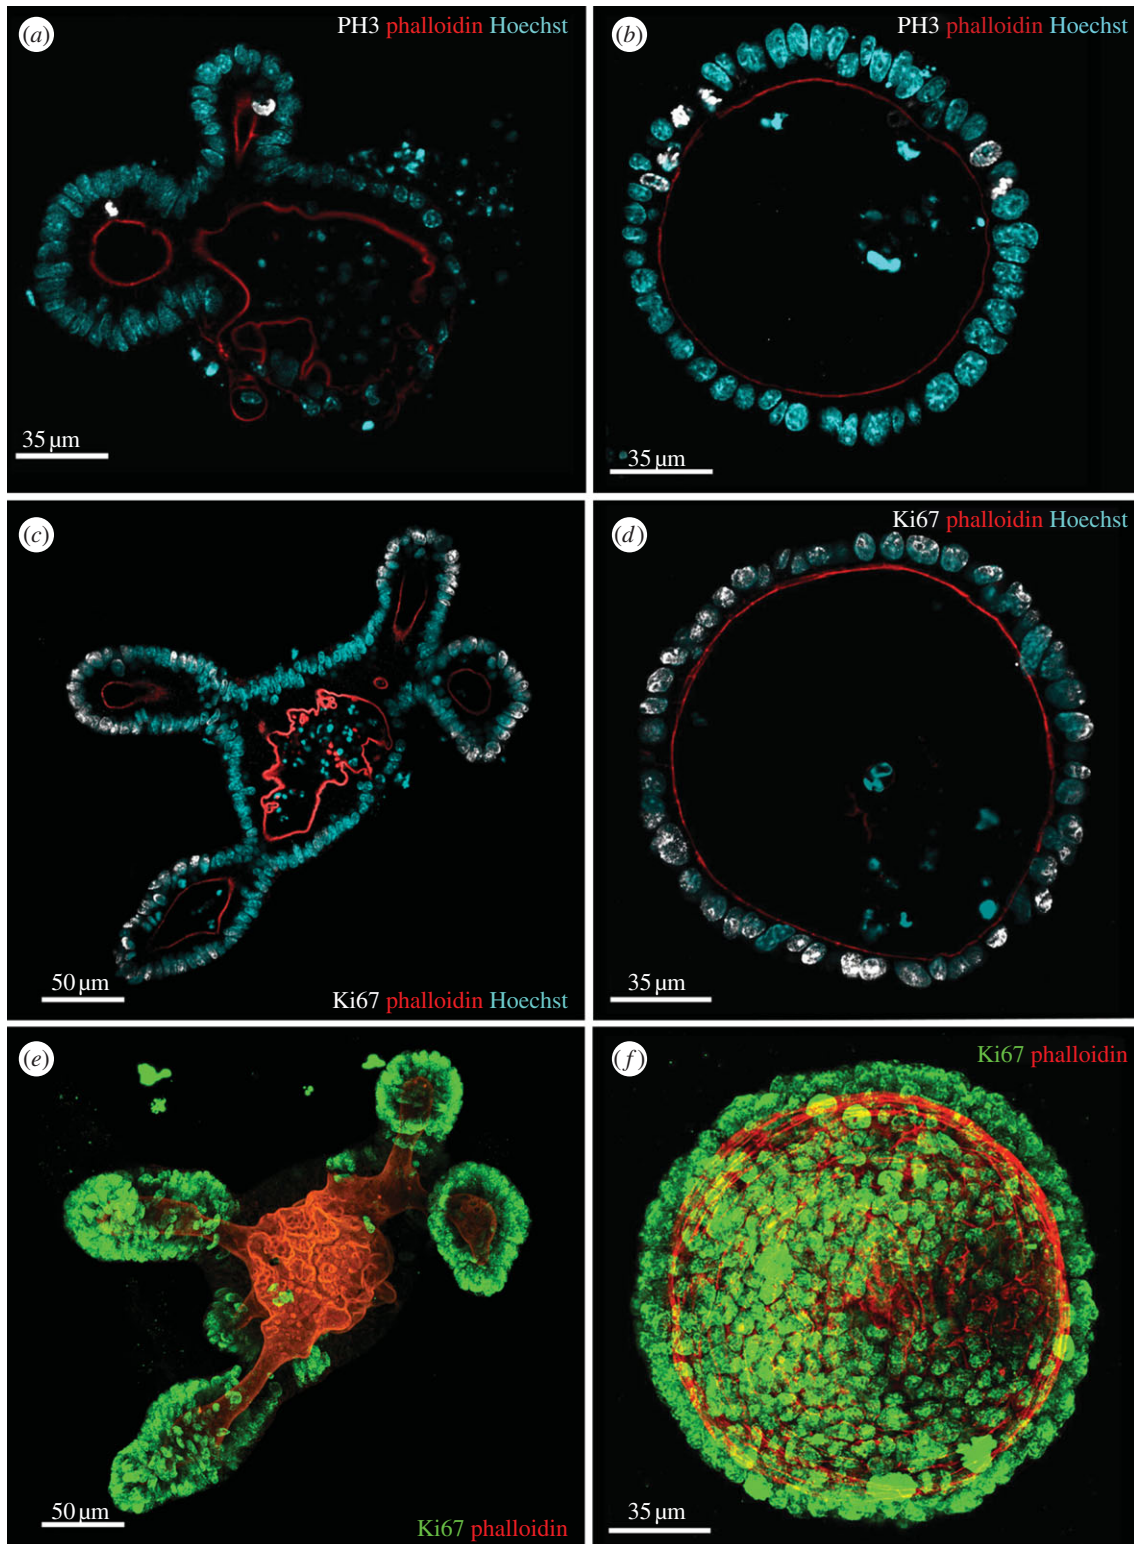 (a)
PH3 phalloidin Hoechst
35 µm
(b)
PH3 phalloidin Hoechst
35 µm
(c)
50 µm
Ki67 phalloidin Hoechst
(d)
Ki67 phalloidin Hoechst
35 µm
(e)
50 µm
Ki67 phalloidin
(f)
Ki67 phalloidin
35 µm